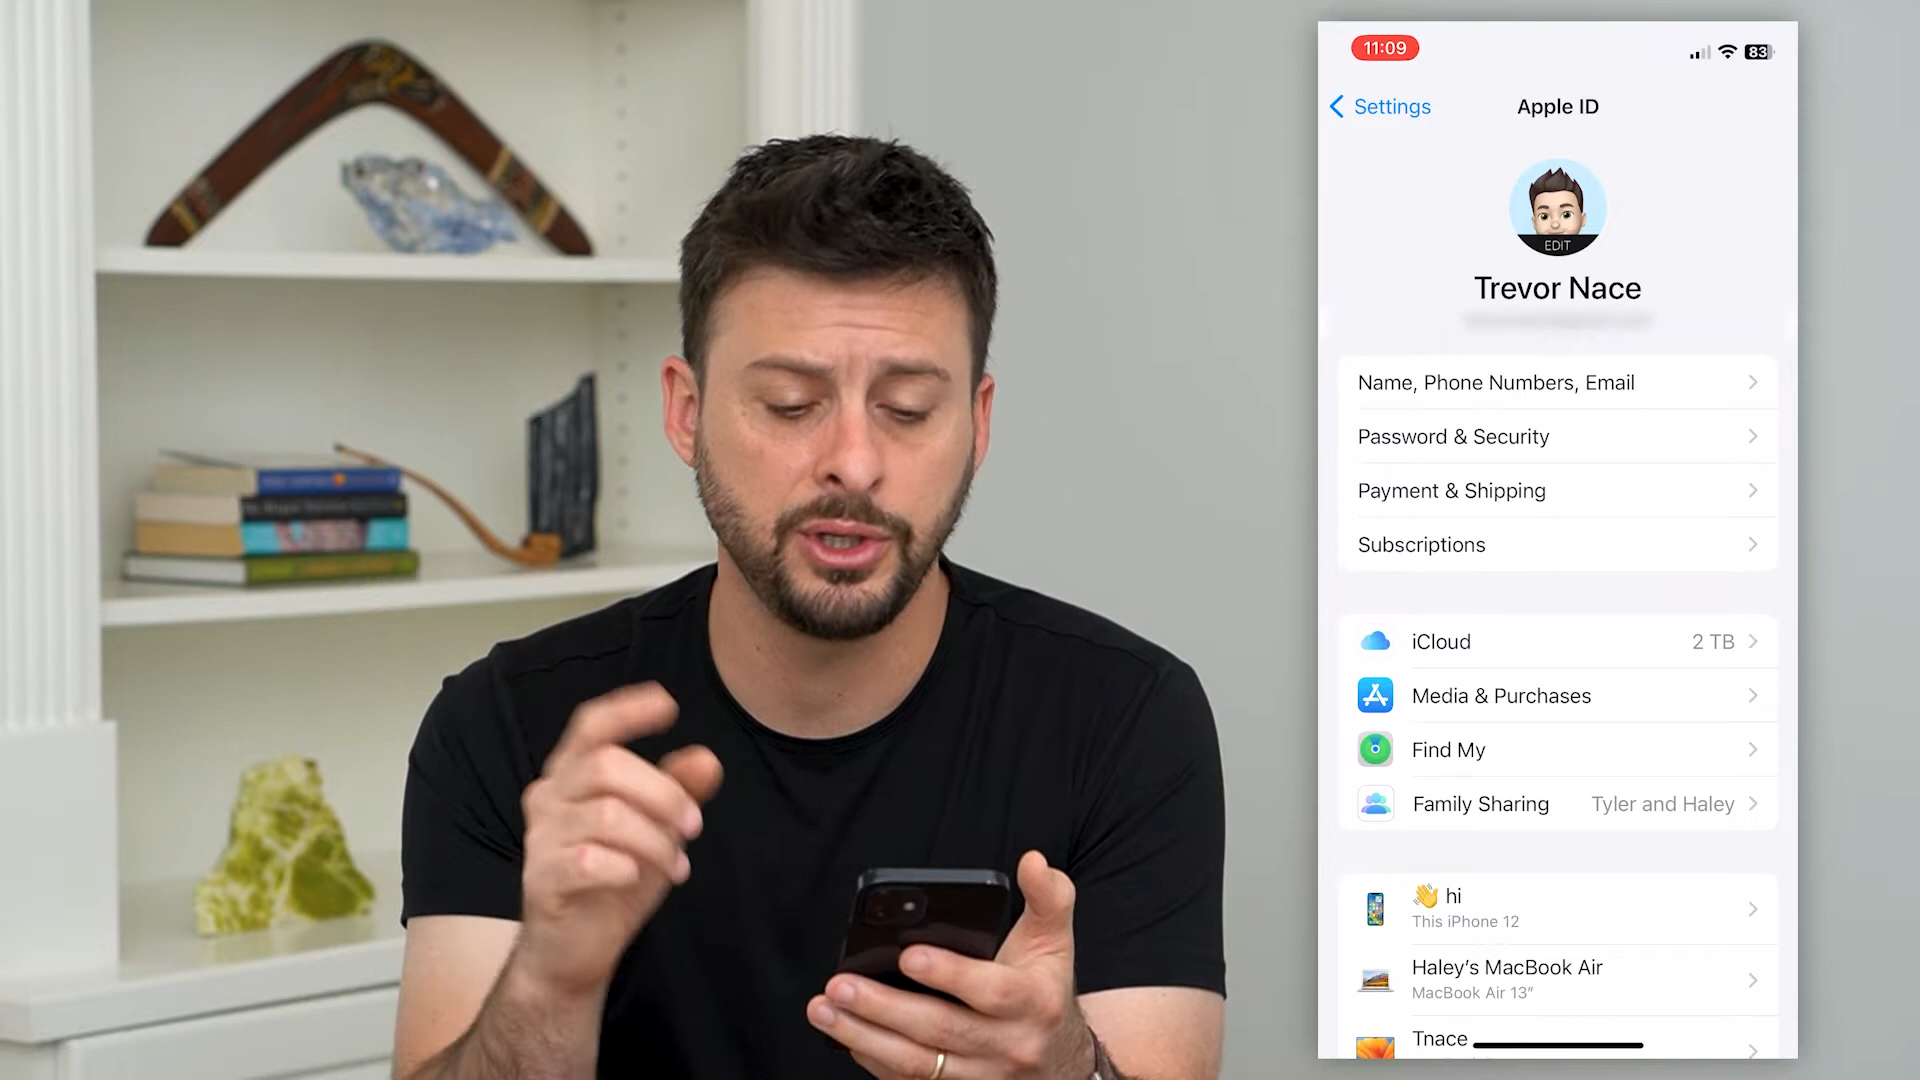 11:09
83
Settings
Apple ID
EDIT
Trevor Nace
Name, Phone Numbers, Email
Password & Security
Payment & Shipping
Subscriptions
iCloud
2 TB
Media & Purchases
Find My
Family Sharing
Tyler and Haley
👋 hi
This iPhone 12
Haley’s MacBook Air
MacBook Air 13”
Tnace